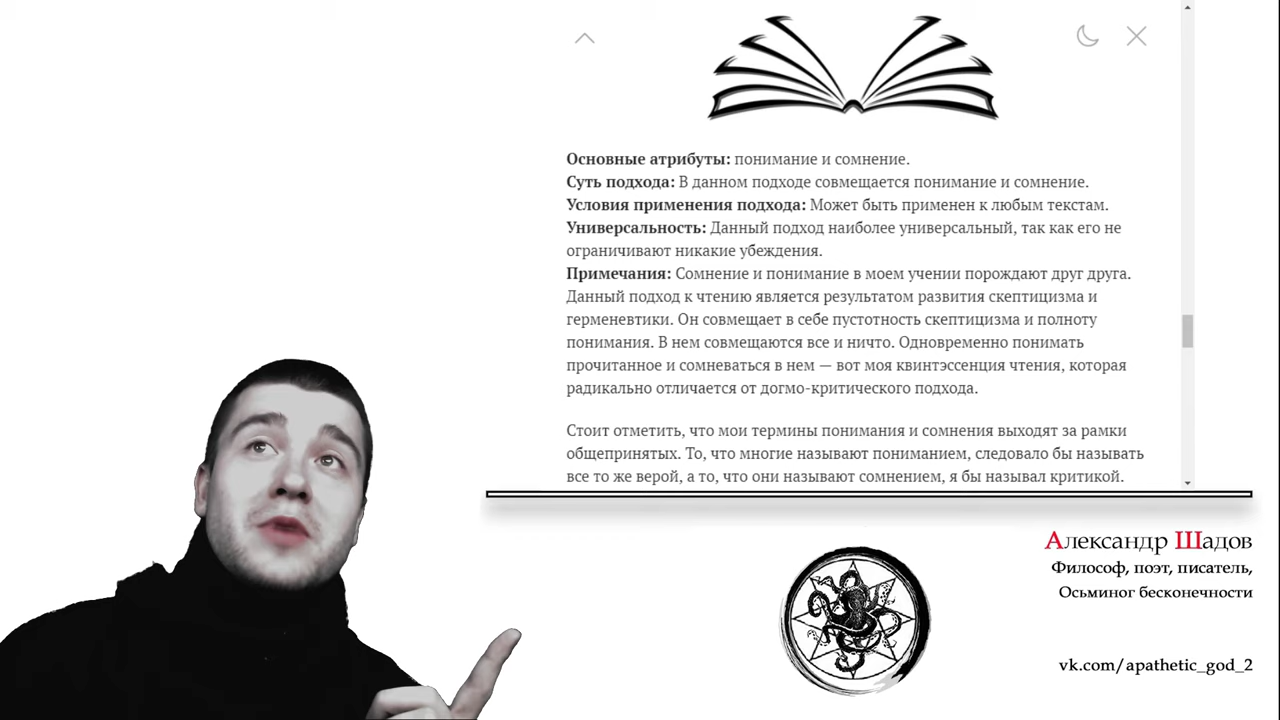 Основные атрибуты: понимание и сомнение.
Суть подхода: В данном подходе совмещается понимание и сомнение.
Условия применения подхода: Может быть применен к любым текстам.
Универсальность: Данный подход наиболее универсальный, так как его не
ограничивают никакие убеждения.
Примечания: Сомнение и понимание в моем учении порождают друг друга.
Данный подход к чтению является результатом развития скептицизма и
герменевтики. Он совмещает в себе пустотность скептицизма и полноту
понимания. В нем совмещаются все и ничто. Одновременно понимать
прочитанное и сомневаться в нем — вот моя квинтэссенция чтения, которая
радикально отличается от догмо-критического подхода.
Стоит отметить, что мои термины понимания и сомнения выходят за рамки
общепринятых. То, что многие называют пониманием, следовало бы называть
все то же верой, а то, что они называют сомнением, я бы называл критикой.
Александр Шадов
Философ, поэт, писатель,
Осьминог бесконечности
vk.com/apathetic_god_2